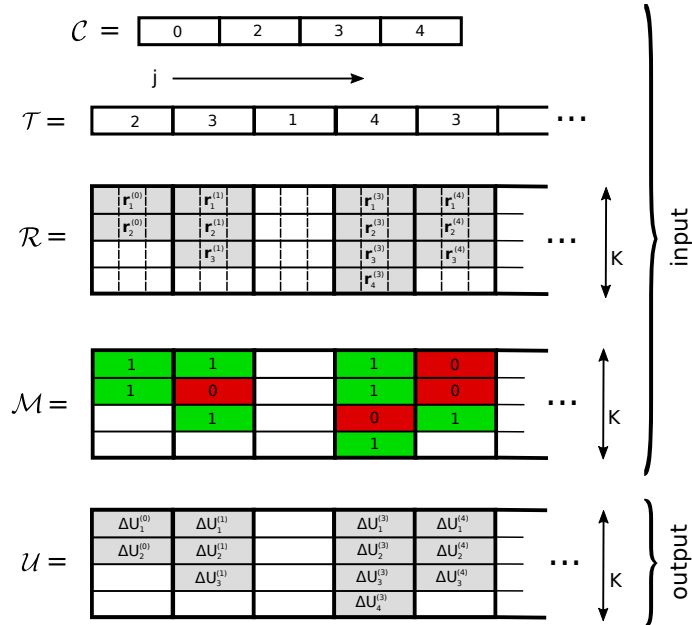 𝒞 = 0 2 3 4
j
𝒯 = 2 3 1 4 3 ...
ℛ = ...
r₁⁽⁰⁾ r₁⁽¹⁾ r₁⁽³⁾ r₁⁽⁴⁾
r₂⁽⁰⁾ r₂⁽¹⁾ r₂⁽³⁾ r₂⁽⁴⁾
r₃⁽¹⁾ r₃⁽³⁾ r₃⁽⁴⁾
r₄⁽³⁾
K
input
ℳ = ...
1 1 1 0
1 0 1 0
1 0 1
1
K
𝒰 = ...
ΔU₁⁽⁰⁾ ΔU₁⁽¹⁾ ΔU₁⁽³⁾ ΔU₁⁽⁴⁾
ΔU₂⁽⁰⁾ ΔU₂⁽¹⁾ ΔU₂⁽³⁾ ΔU₂⁽⁴⁾
ΔU₃⁽¹⁾ ΔU₃⁽³⁾ ΔU₃⁽⁴⁾
ΔU₄⁽³⁾
K
output